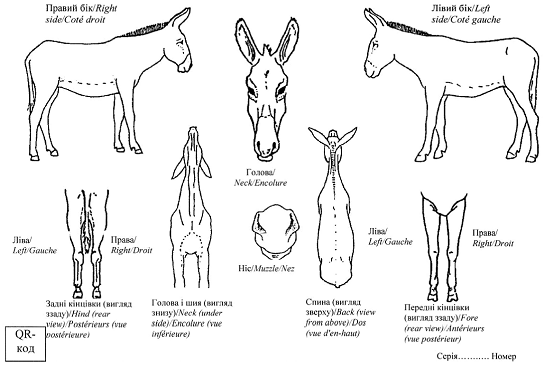 Правий бік/Right
side/Coté droit
Лівий бік/Left
side/Coté gauche
Голова/
Neck/Encolure
Ліва/
Left/Gauche
Права/
Right/Droit
Ніс/Muzzle/Nez
Ліва/
Left/Gauche
Права/
Right/Droit
Задні кінцівки (вигляд
ззаду)/Hind (rear
view)/Postérieurs (vue
postérieure)
Голова і шия (вигляд
знизу)/Neck (under
side)/Encolure (vue
inférieure)
Спина (вигляд
зверху)/Back (view
from above)/Dos
(vue d'en-haut)
Передні кінцівки
(вигляд ззаду)/Fore
(rear view)/Antérieurs
(vue postérieur)
QR-
код
Серія........... Номер